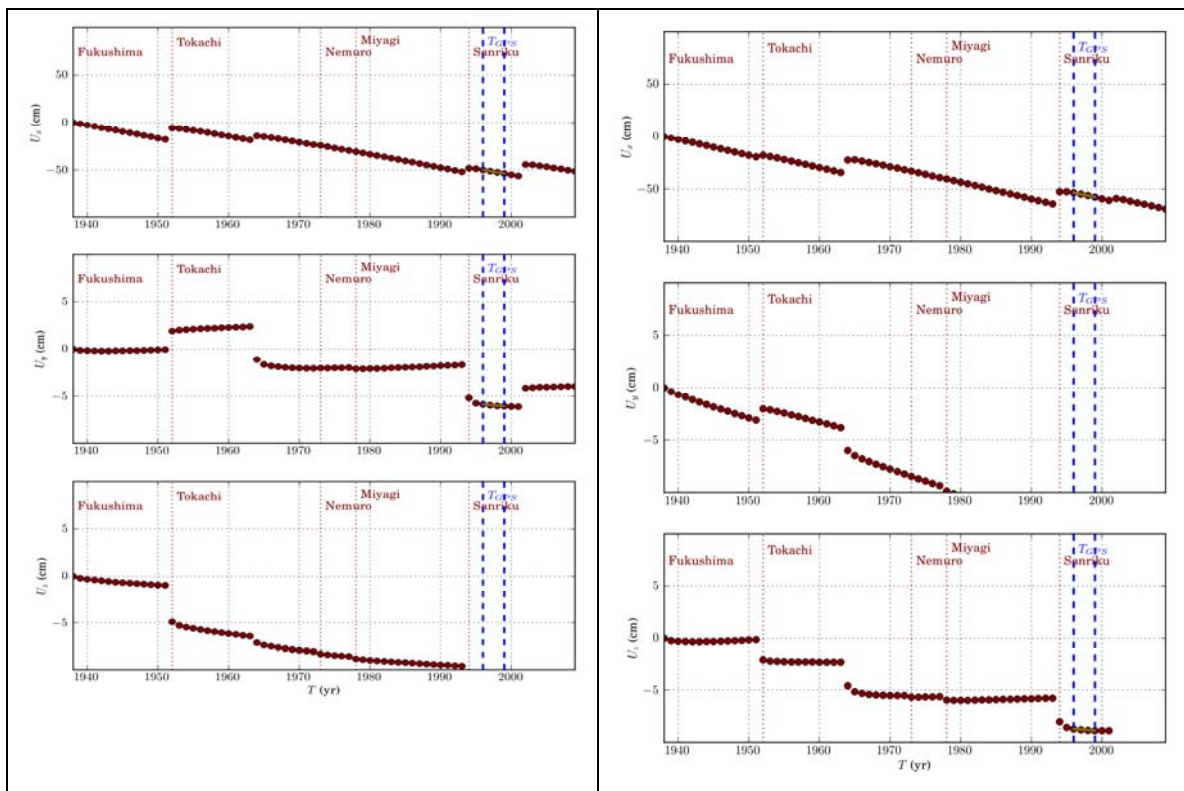 Fukushima
Tokachi
Nemuro
Miyagi
T_GPS
Sanriku
50
0
−50
U_x (cm)
1940 1950 1960 1970 1980 1990 2000
Fukushima
Tokachi
Nemuro
Miyagi
T_GPS
Sanriku
5
0
−5
U_y (cm)
1940 1950 1960 1970 1980 1990 2000
Fukushima
Tokachi
Nemuro
Miyagi
T_GPS
Sanriku
5
0
−5
U_z (cm)
1940 1950 1960 1970 1980 1990 2000
T (yr)
Fukushima
Tokachi
Nemuro
Miyagi
T_GPS
Sanriku
50
0
−50
U_x (cm)
1940 1950 1960 1970 1980 1990 2000
Fukushima
Tokachi
Nemuro
Miyagi
T_GPS
Sanriku
5
0
−5
U_y (cm)
1940 1950 1960 1970 1980 1990 2000
Fukushima
Tokachi
Nemuro
Miyagi
T_GPS
Sanriku
5
0
−5
U_z (cm)
1940 1950 1960 1970 1980 1990 2000
T (yr)